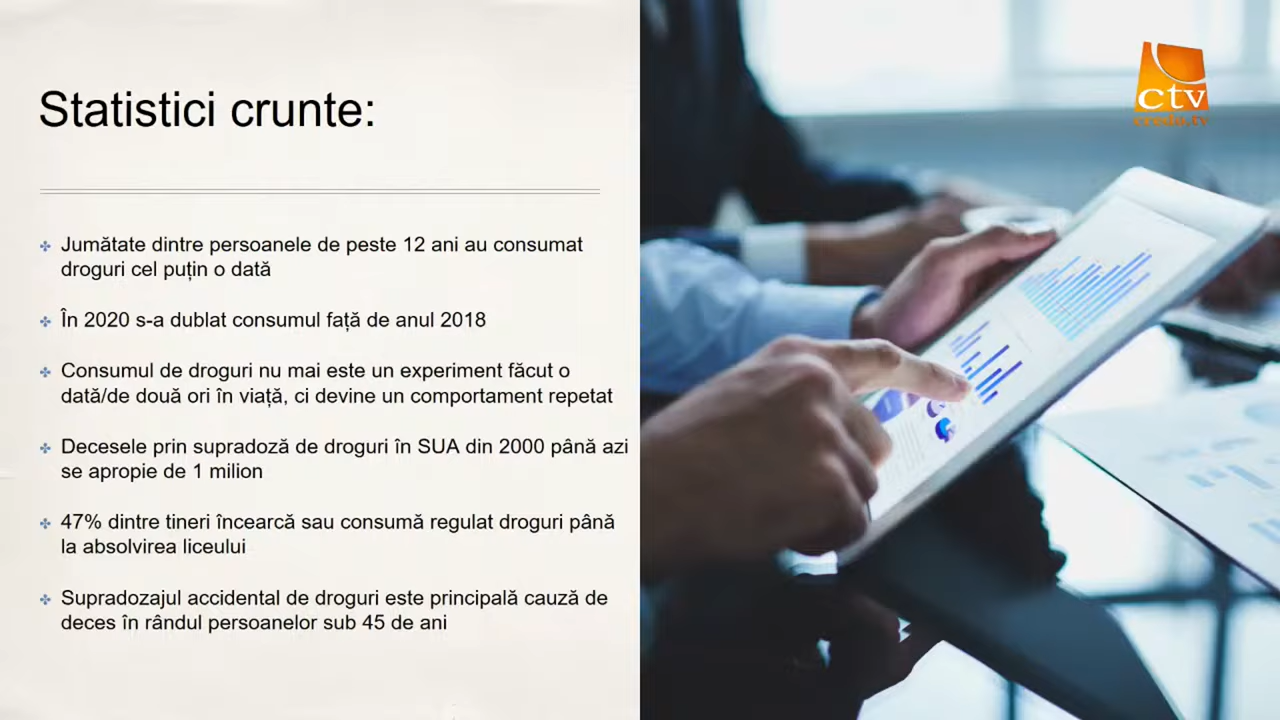 Statistici crunte:
Jumătate dintre persoanele de peste 12 ani au consumat
droguri cel puțin o dată
În 2020 s-a dublat consumul față de anul 2018
Consumul de droguri nu mai este un experiment făcut o
dată/de două ori în viață, ci devine un comportament repetat
Decesele prin supradoză de droguri în SUA din 2000 până azi
se apropie de 1 milion
47% dintre tineri încearcă sau consumă regulat droguri până
la absolvirea liceului
Supradozajul accidental de droguri este principală cauză de
deces în rândul persoanelor sub 45 de ani
ctv
credo.tv